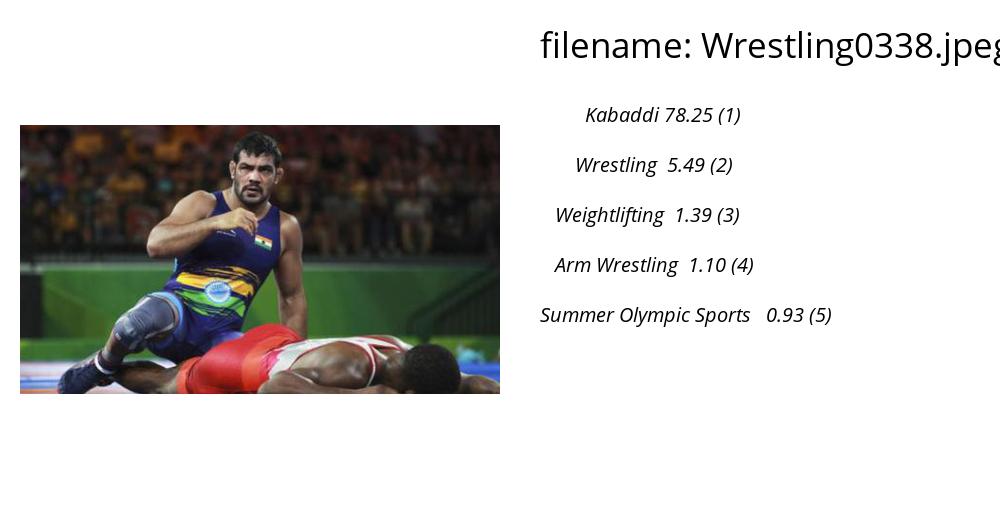 filename: Wrestling0338.jpeg
Kabaddi 78.25 (1)
Wrestling 5.49 (2)
Weightlifting 1.39 (3)
Arm Wrestling 1.10 (4)
Summer Olympic Sports 0.93 (5)